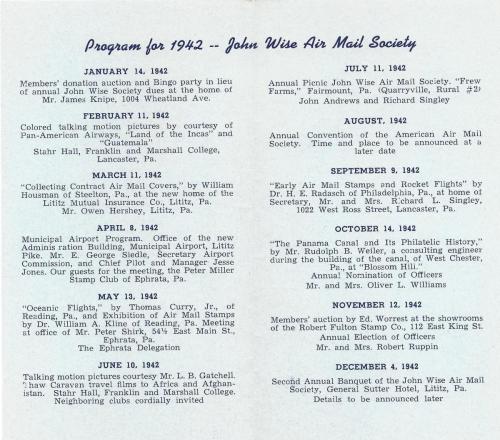 Program for 1942 -- John Wise Air Mail Society
JANUARY 14, 1942
Members' donation auction and Bingo party in lieu
of annual John Wise Society dues at the home of
Mr. James Knipe, 1004 Wheatland Ave.
FEBRUARY 11, 1942
Colored talking motion pictures by courtesy of
Pan-American Airways, "Land of the Incas" and
"Guatemala"
Stahr Hall, Franklin and Marshall College,
Lancaster, Pa.
MARCH 11, 1942
"Collecting Contract Air Mail Covers," by William
Housman of Steelton, Pa., at the new home of the
Lititz Mutual Insurance Co., Lititz, Pa.
Mr. Owen Hershey, Lititz, Pa.
APRIL 8, 1942
Municipal Airport Program. Office of the new
Adminis ration Building, Municipal Airport, Lititz
Pike. Mr. E. George Siedle, Secretary Airport
Commission, and Chief Pilot and Manager Jesse
Jones. Our guests for the meeting, the Peter Miller
Stamp Club of Ephrata, Pa.
MAY 13, 1942
"Oceanic Flights," by Thomas Curry, Jr., of
Reading, Pa., and Exhibition of Air Mail Stamps
by Dr. William A. Kline of Reading, Pa. Meeting
at office of Mr. Peter Shirk, 54½ East Main St.,
Ephrata, Pa.
The Ephrata Delegation
JUNE 10, 1942
Talking motion pictures courtesy Mr. L. B. Gatchell.
haw Caravan travel films to Africa and Afghan-
istan. Stahr Hall, Franklin and Marshall College.
Neighboring clubs cordially invited
JULY 11, 1942
Annual Picnic John Wise Air Mail Society. "Frew
Farms," Fairmount, Pa. (Quarryville, Rural #2)
John Andrews and Richard Singley
AUGUST, 1942
Annual Convention of the American Air Mail
Society. Time and place to be announced at a
later date
SEPTEMBER 9, 1942
"Early Air Mail Stamps and Rocket Flights" by
Dr. H. E. Radasch of Philadelphia, Pa., at home of
Secretary, Mr. and Mrs. Richard L. Singley,
1022 West Ross Street, Lancaster, Pa.
OCTOBER 14, 1942
"The Panama Canal and Its Philatelic History,"
by Mr. Rudolph B. Weiler, a consulting engineer
during the building of the canal, of West Chester,
Pa., at "Blossom Hill."
Annual Nomination of Officers
Mr. and Mrs. Oliver L. Williams
NOVEMBER 12, 1942
Members' auction by Ed. Worrest at the showrooms
of the Robert Fulton Stamp Co., 112 East King St.
Annual Election of Officers
Mr. and Mrs. Robert Ruppin
DECEMBER 4, 1942
Second Annual Banquet of the John Wise Air Mail
Society, General Sutter Hotel, Lititz, Pa.
Details to be announced later